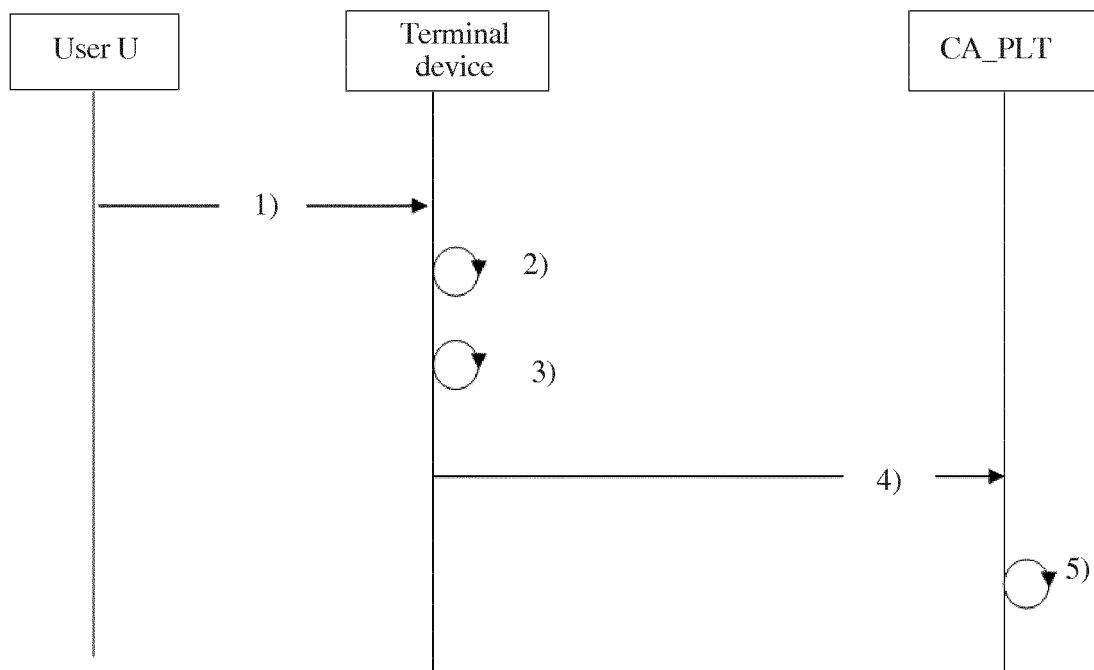 User U
Terminal
device
CA_PLT
1)
2)
3)
4)
5)